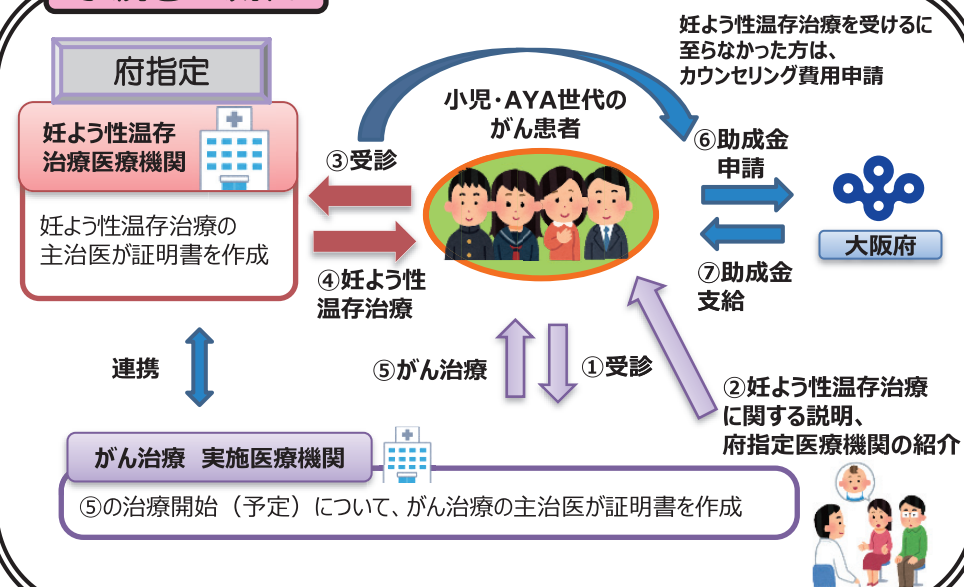 府指定
妊よう性温存
治療医療機関
妊よう性温存治療の
主治医が証明書を作成
③受診
④妊よう性
温存治療
小児・AYA世代の
がん患者
妊よう性温存治療を受けるに
至らなかった方は、
カウンセリング費用申請
⑥助成金
申請
大阪府
⑦助成金
支給
連携
⑤がん治療
①受診
②妊よう性温存治療
に関する説明、
府指定医療機関の紹介
がん治療 実施医療機関
⑤の治療開始（予定）について、がん治療の主治医が証明書を作成